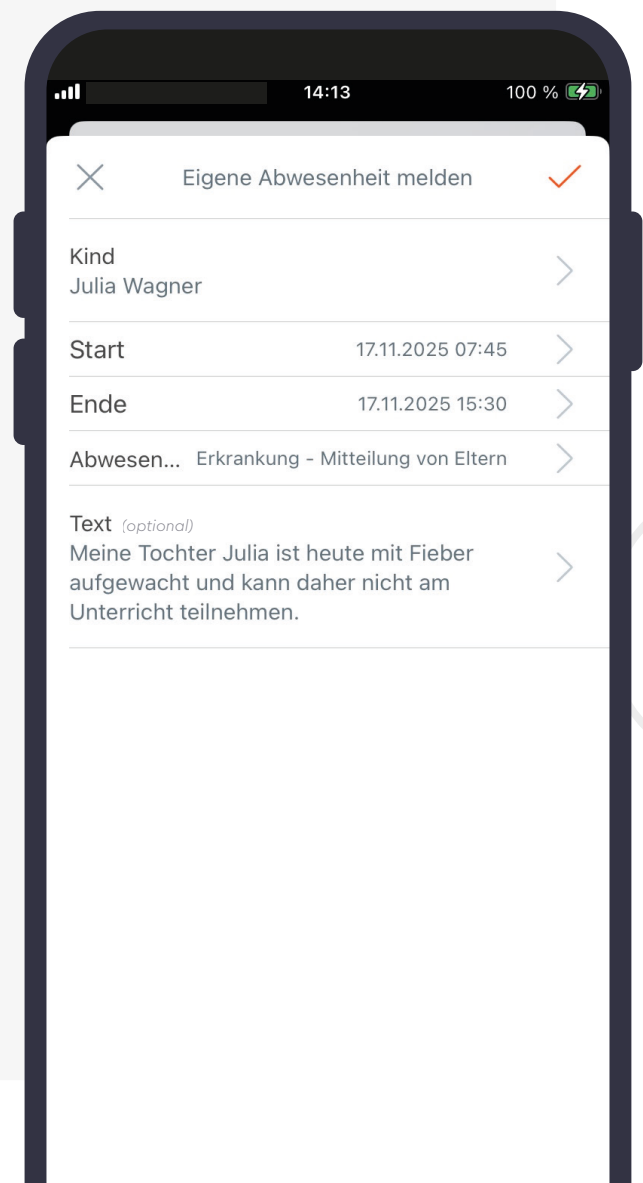 14:13
100 %
Eigene Abwesenheit melden
Kind
Julia Wagner
Start 17.11.2025 07:45
Ende 17.11.2025 15:30
Abwesen... Erkrankung - Mitteilung von Eltern
Text (optional)
Meine Tochter Julia ist heute mit Fieber
aufgewacht und kann daher nicht am
Unterricht teilnehmen.